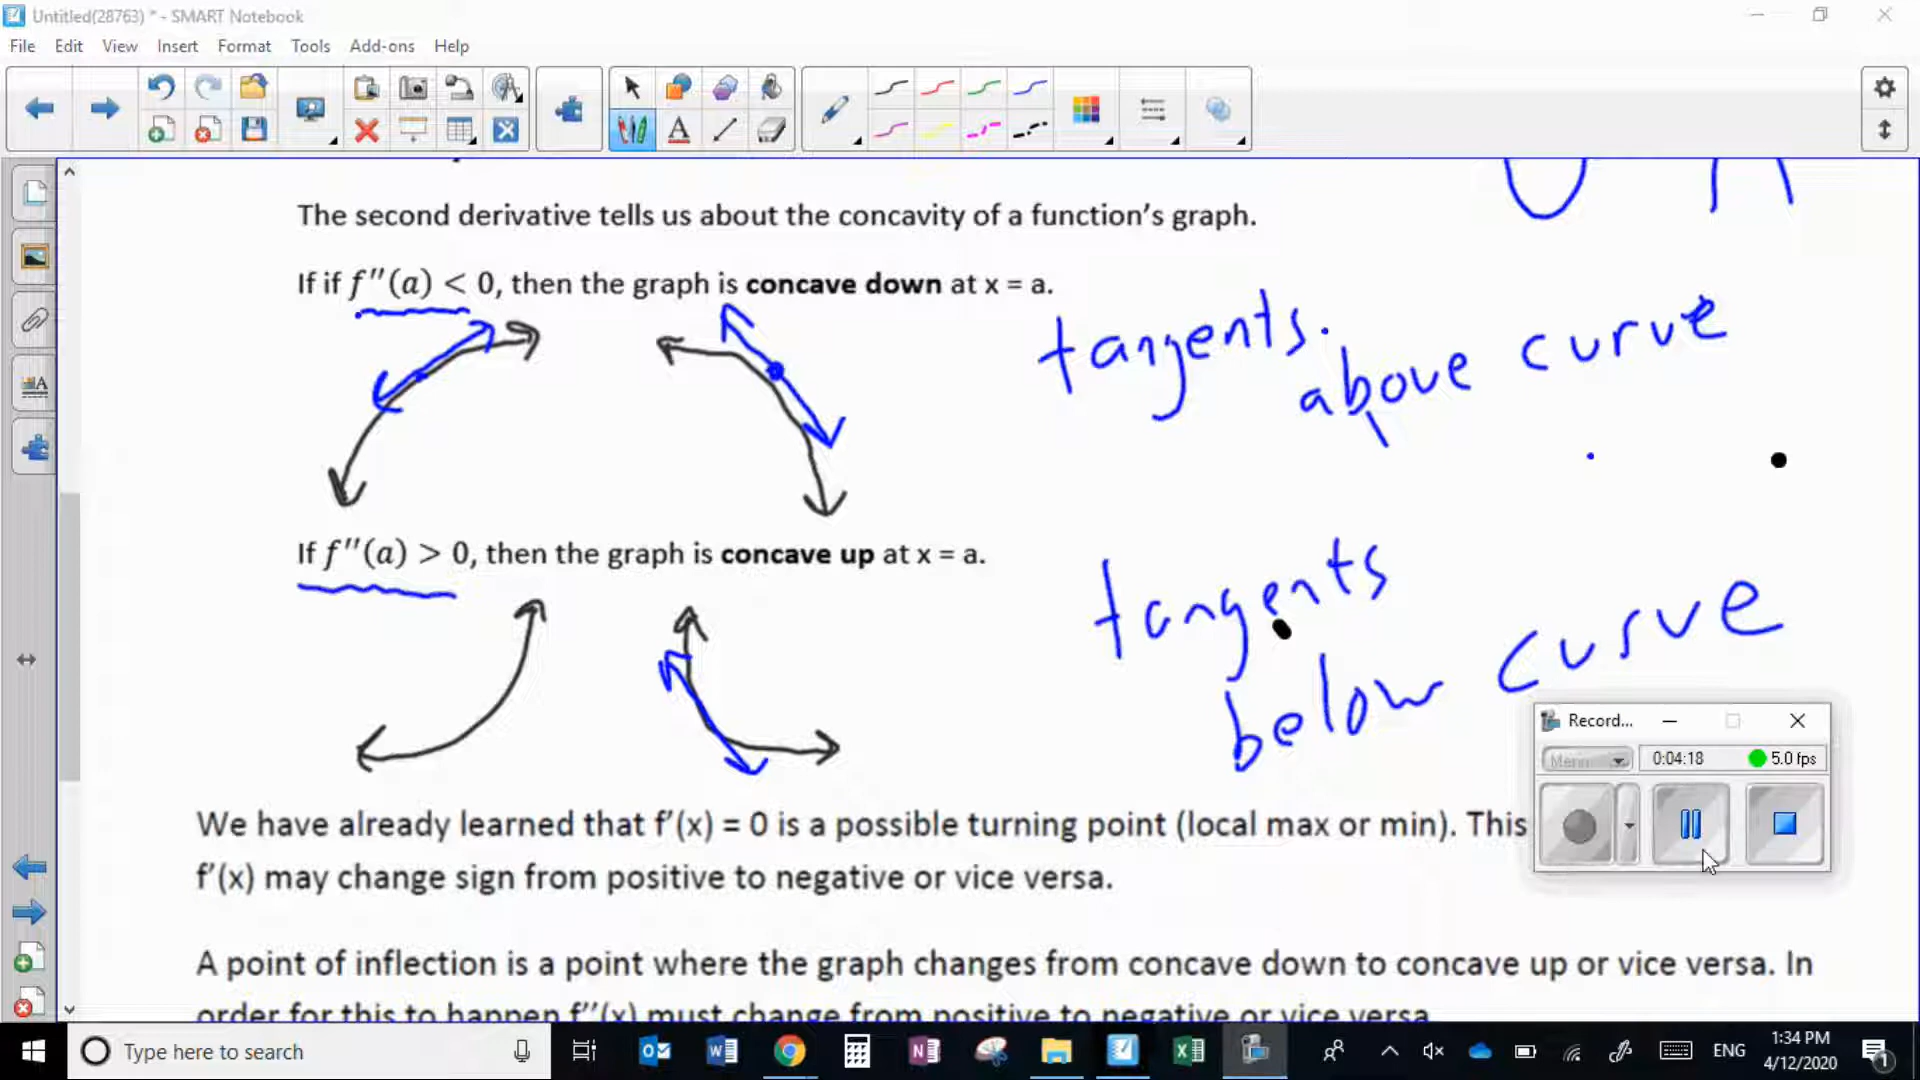 Untitled(28763) * - SMART Notebook
File Edit View Insert Format Tools Add-ons Help
The second derivative tells us about the concavity of a function's graph.
If if f''(a) < 0, then the graph is concave down at x = a.
tangents
above curve
If f''(a) > 0, then the graph is concave up at x = a.
tangents
below curve
Record...
Menu 0:04:18 5.0 fps
We have already learned that f'(x) = 0 is a possible turning point (local max or min). This
f'(x) may change sign from positive to negative or vice versa.
A point of inflection is a point where the graph changes from concave down to concave up or vice versa. In
order for this to happen f''(x) must change from positive to negative or vice versa
Type here to search
ENG
1:34 PM
4/12/2020
1